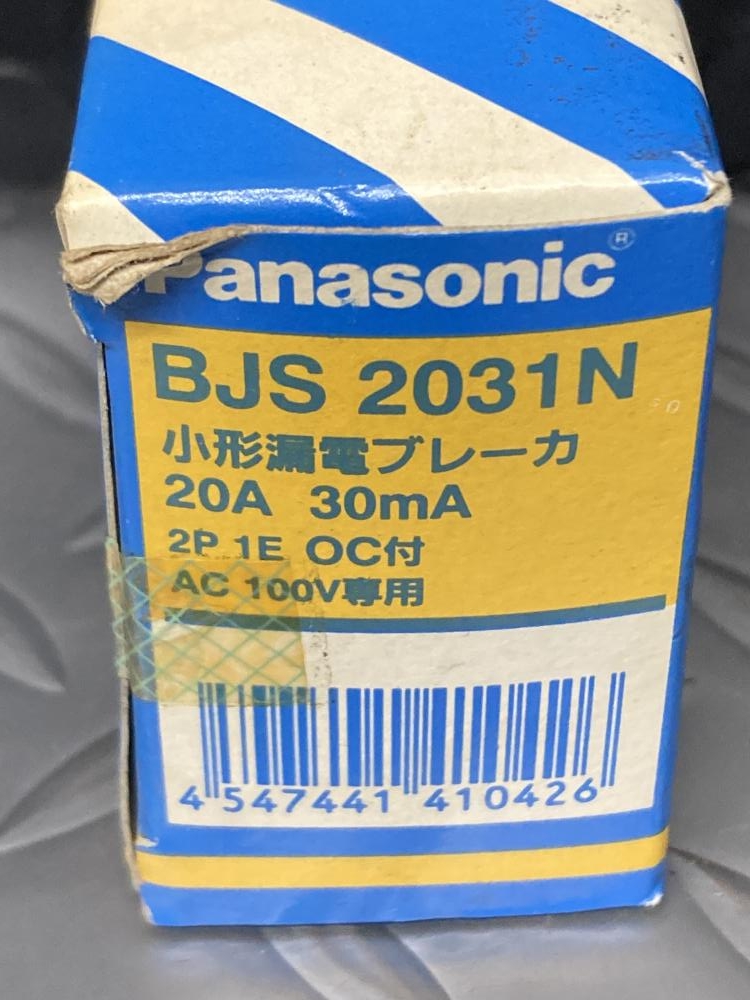 Panasonic®
BJS 2031N
小形漏電ブレーカ
20A 30mA
2P 1E OC付
AC 100V専用
4 547441 410426